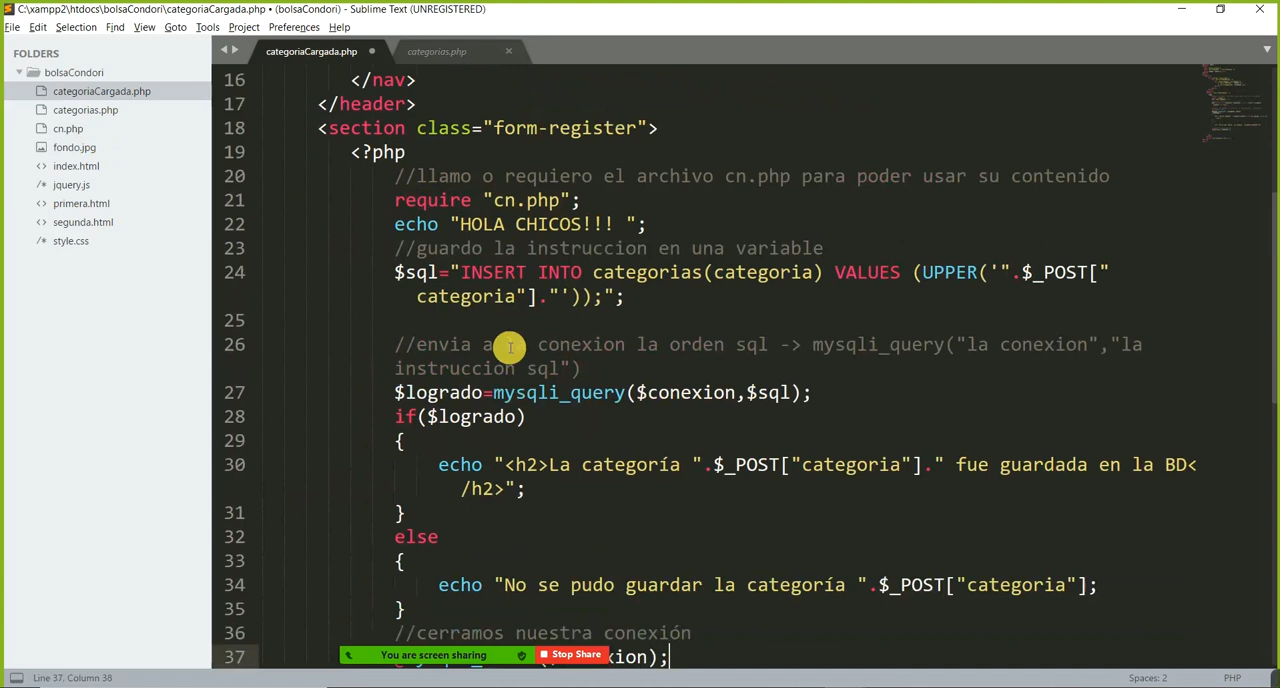 C:\xampp2\htdocs\bolsaCondori\categoriaCargada.php • (bolsaCondori) - Sublime Text (UNREGISTERED)
File Edit Selection Find View Goto Tools Project Preferences Help
FOLDERS
bolsaCondori
categoriaCargada.php
categorias.php
cn.php
fondo.jpg
index.html
jquery.js
primera.html
segunda.html
style.css
categoriaCargada.php categorias.php
16 </nav>
17 </header>
18 <section class="form-register">
19 <?php
20 //llamo o requiero el archivo cn.php para poder usar su contenido
21 require "cn.php";
22 echo "HOLA CHICOS!!! ";
23 //guardo la instruccion en una variable
24 $sql="INSERT INTO categorias(categoria) VALUES (UPPER('".$_POST["
categoria"]."'));";
25
26 //envia a conexion la orden sql -> mysqli_query("la conexion","la
instruccion sql")
27 $logrado=mysqli_query($conexion,$sql);
28 if($logrado)
29 {
30 echo "<h2>La categoría ".$_POST["categoria"]." fue guardada en la BD<
/h2>";
31 }
32 else
33 {
34 echo "No se pudo guardar la categoría ".$_POST["categoria"];
35 }
36 //cerramos nuestra conexión
37 xion);
You are screen sharing Stop Share
Line 37, Column 38 Spaces: 2 PHP